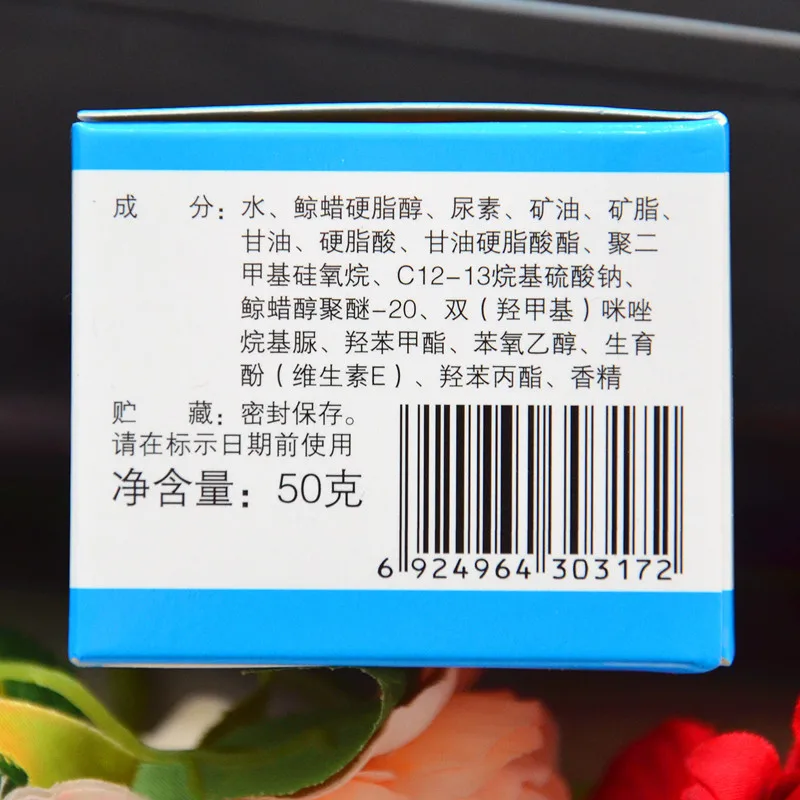 成 分：水、鲸蜡硬脂醇、尿素、矿油、矿脂、
甘油、硬脂酸、甘油硬脂酸酯、聚二
甲基硅氧烷、C12-13烷基硫酸钠、
鲸蜡醇聚醚-20、双（羟甲基）咪唑
烷基脲、羟苯甲酯、苯氧乙醇、生育
酚（维生素E）、羟苯丙酯、香精
贮 藏：密封保存。
请在标示日期前使用
净含量：50克
6 924964 303172